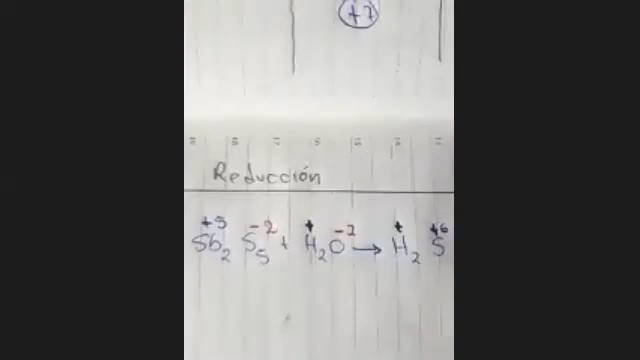 +7
Reducción
+5 -2 + -2 + +6
Sb2 S5 + H2O → H2 S